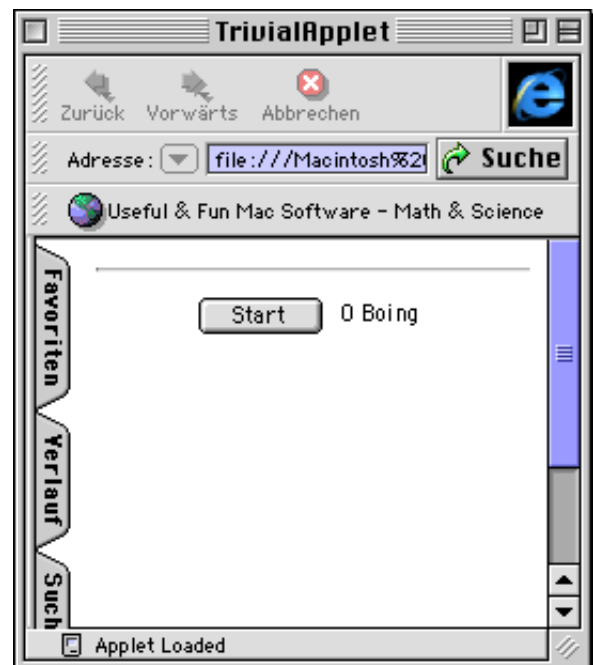 TrivialApplet
Zurück Vorwärts Abbrechen
Adresse: file:///Macintosh%20 Suche
Useful & Fun Mac Software - Math & Science
Favoriten
Start 0 Boing
Verlauf
Such
Applet Loaded